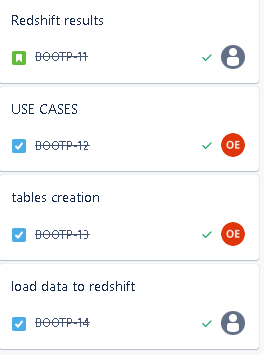 Redshift results
BOOTP-11
USE CASES
BOOTP-12
OE
tables creation
BOOTP-13
OE
load data to redshift
BOOTP-14